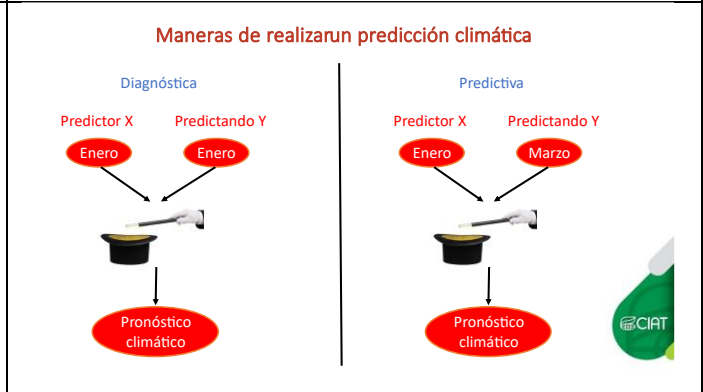 Maneras de realizarun predicción climática
Diagnóstica
Predictor X Predictando Y
Enero Enero
Pronóstico
climático
Predictiva
Predictor X Predictando Y
Enero Marzo
Pronóstico
climático
CIAT